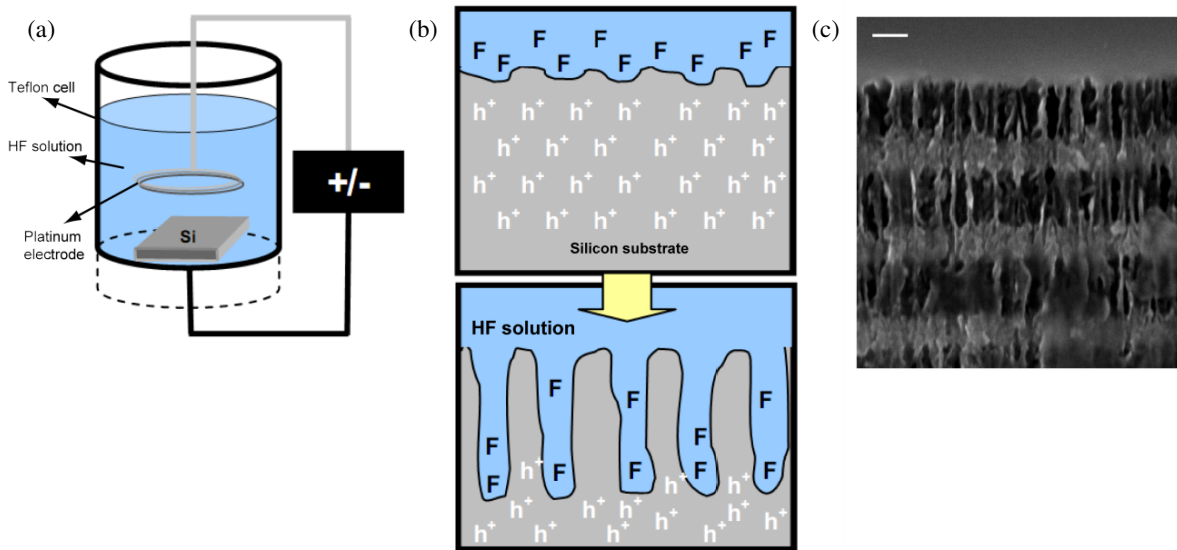 (a)
Teflon cell
HF solution
Platinum
electrode
Si
+/-
(b)
F F F F F
F F F F F F
h+ h+ h+ h+ h+ h+ h+
h+ h+ h+ h+ h+ h+
h+ h+ h+ h+ h+ h+ h+
h+ h+ h+ h+ h+ h+
Silicon substrate
HF solution
F F F F
F F
F F F F F
h+ h+ h+
h+ h+ h+ h+ h+
h+ h+ h+ h+ h+ h+
(c)